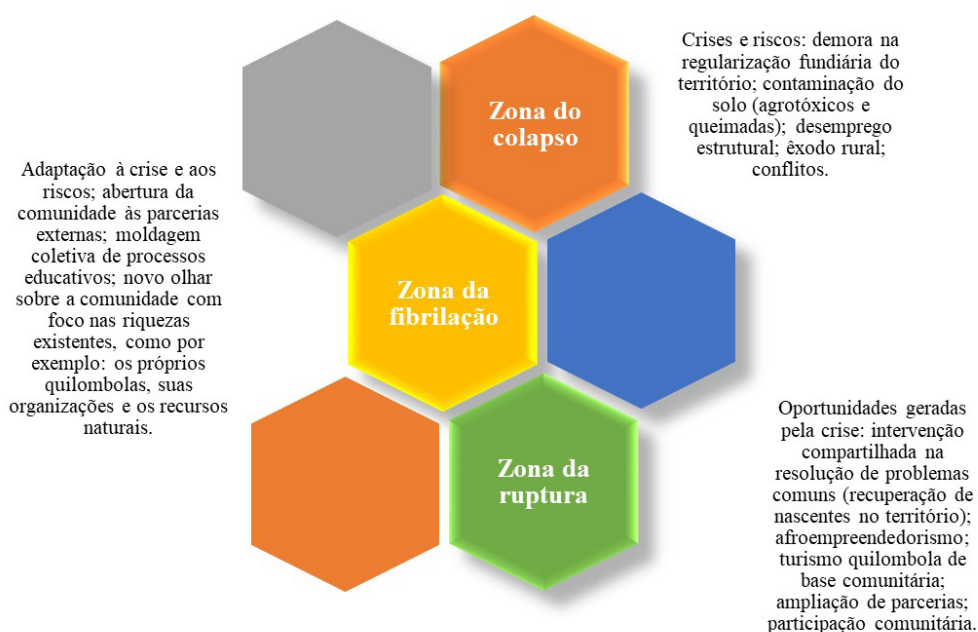 Zona do
colapso
Crises e riscos: demora na
regularização fundiária do
território; contaminação do
solo (agrotóxicos e
queimadas); desemprego
estrutural; êxodo rural;
conflitos.
Adaptação à crise e aos
riscos; abertura da
comunidade às parcerias
externas; moldagem
coletiva de processos
educativos; novo olhar
sobre a comunidade com
foco nas riquezas
existentes, como por
exemplo: os próprios
quilombolas, suas
organizações e os recursos
naturais.
Zona da
fibrilação
Zona da
ruptura
Oportunidades geradas
pela crise: intervenção
compartilhada na
resolução de problemas
comuns (recuperação de
nascentes no território);
afroempreendedorismo;
turismo quilombola de
base comunitária;
ampliação de parcerias;
participação comunitária.